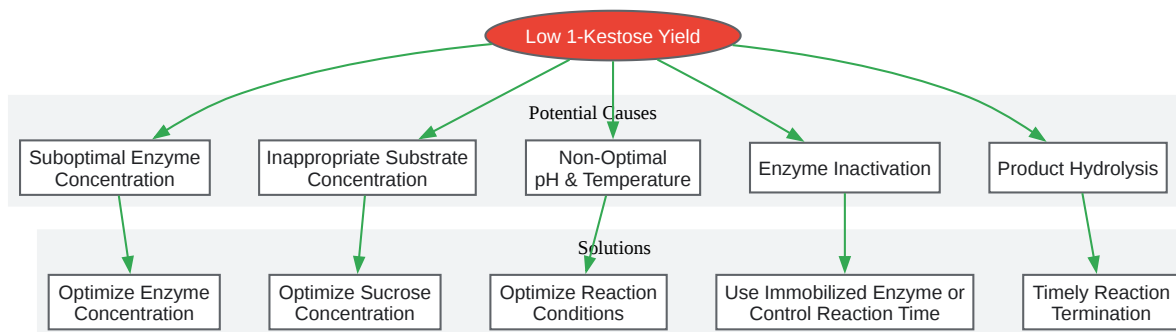 Low 1-Kestose Yield
Potential Causes
Suboptimal Enzyme
Concentration
Inappropriate Substrate
Concentration
Non-Optimal
pH & Temperature
Enzyme Inactivation
Product Hydrolysis
Solutions
Optimize Enzyme
Concentration
Optimize Sucrose
Concentration
Optimize Reaction
Conditions
Use Immobilized Enzyme or
Control Reaction Time
Timely Reaction
Termination